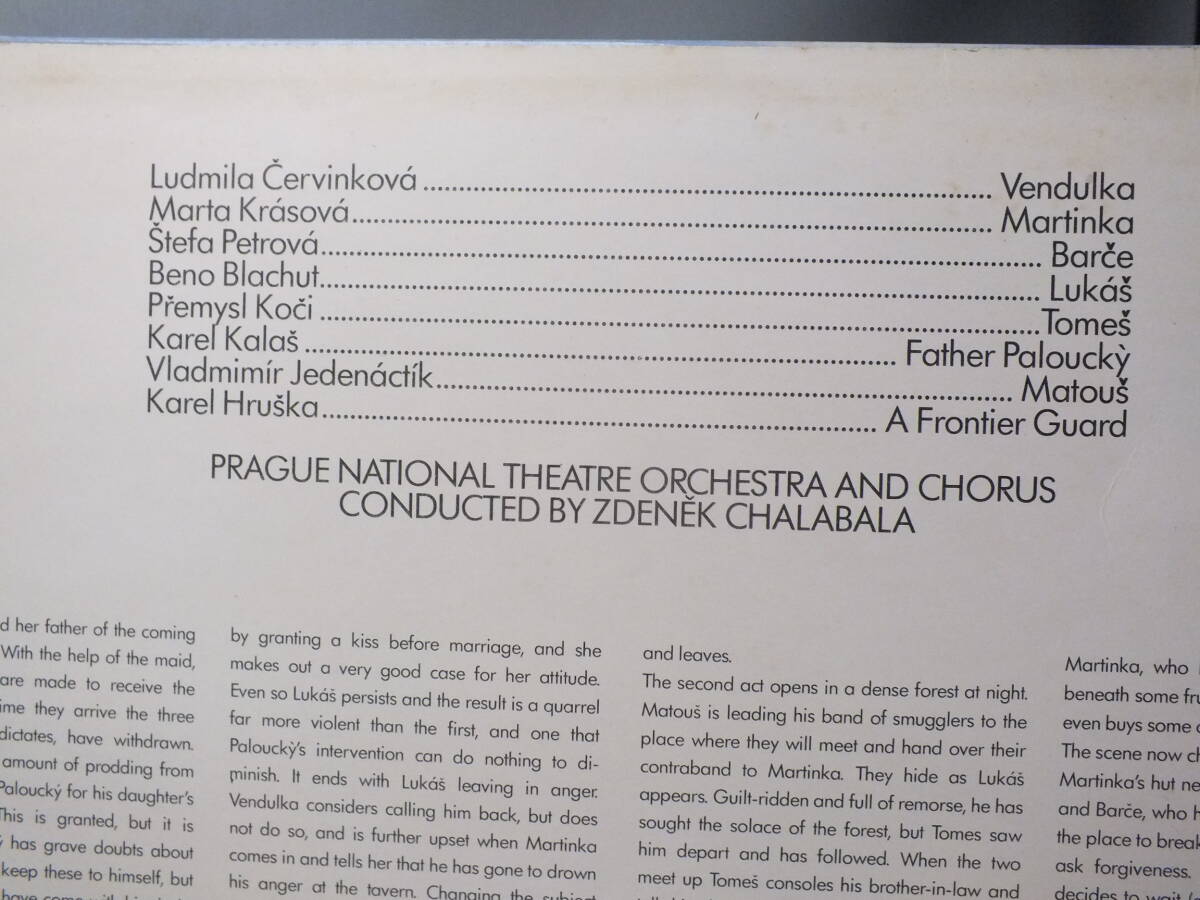 Ludmila Červinková Vendulka
Marta Krásová Martinka
Štefa Petrová Barče
Beno Blachut Lukáš
Přemysl Koči Tomeš
Karel Kalaš Father Palouckỳ
Vladmimír Jedenáctík Matouš
Karel Hruška A Frontier Guard
PRAGUE NATIONAL THEATRE ORCHESTRA AND CHORUS
CONDUCTED BY ZDENĚK CHALABALA
her father of the coming
With the help of the maid,
are made to receive the
they arrive the three
dictates, have withdrawn.
amount of prodding from
Paloucký for his daughter's
This is granted, but it is
has grave doubts about
keep these to himself, but
by granting a kiss before marriage, and she
makes out a very good case for her attitude.
Even so Lukáš persists and the result is a quarrel
far more violent than the first, and one that
Palouckỳ's intervention can do nothing to di-
minish. It ends with Lukáš leaving in anger.
Vendulka considers calling him back, but does
not do so, and is further upset when Martinka
comes in and tells her that he has gone to drown
his anger at the tavern. Changing the subject
and leaves.
The second act opens in a dense forest at night.
Matouš is leading his band of smugglers to the
place where they will meet and hand over their
contraband to Martinka. They hide as Lukáš
appears. Guilt-ridden and full of remorse, he has
sought the solace of the forest, but Tomes saw
him depart and has followed. When the two
meet up Tomeš consoles his brother-in-law and
Martinka, who
beneath some
even buys some
The scene now
Martinka's hut
and Barče, who
the place to
ask forgiveness.
decides to wait